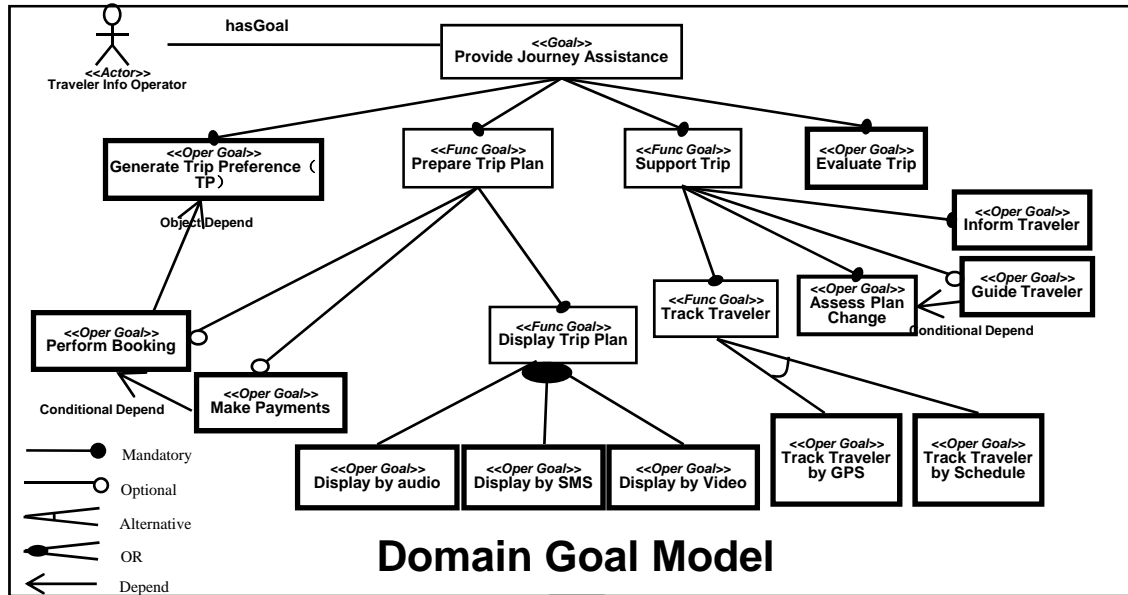 hasGoal
<<Actor>>
Traveler Info Operator
<<Goal>>
Provide Journey Assistance
<<Oper Goal>>
Generate Trip Preference（
TP）
<<Func Goal>>
Prepare Trip Plan
<<Func Goal>>
Support Trip
<<Oper Goal>>
Evaluate Trip
Object Depend
<<Oper Goal>>
Inform Traveler
<<Oper Goal>>
Guide Traveler
<<Oper Goal>>
Assess Plan
Change
Conditional Depend
<<Func Goal>>
Track Traveler
<<Func Goal>>
Display Trip Plan
<<Oper Goal>>
Perform Booking
<<Oper Goal>>
Make Payments
Conditional Depend
<<Oper Goal>>
Display by audio
<<Oper Goal>>
Display by SMS
<<Oper Goal>>
Display by Video
<<Oper Goal>>
Track Traveler
by GPS
<<Oper Goal>>
Track Traveler
by Schedule
Mandatory
Optional
Alternative
OR
Depend
Domain Goal Model